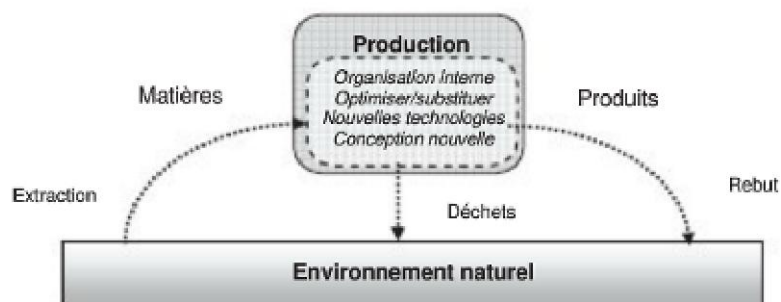 Production
Organisation interne
Optimiser/substituer
Nouvelles technologies
Conception nouvelle
Matières
Produits
Extraction
Déchets
Rebut
Environnement naturel